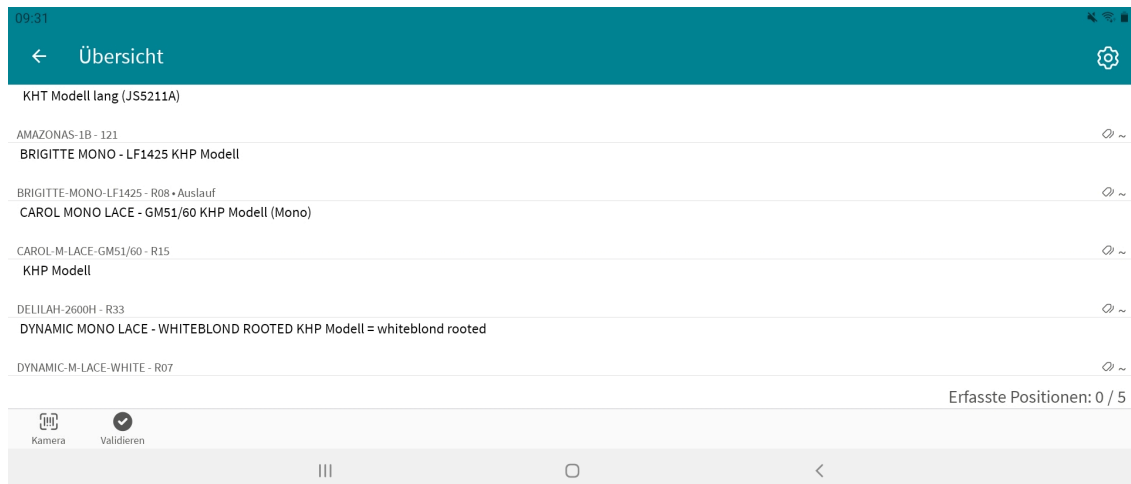 09:31
Übersicht
KHT Modell lang (JS5211A)
AMAZONAS-1B - 121
~
BRIGITTE MONO - LF1425 KHP Modell
BRIGITTE-MONO-LF1425 - R08 • Auslauf
~
CAROL MONO LACE - GM51/60 KHP Modell (Mono)
CAROL-M-LACE-GM51/60 - R15
~
KHP Modell
DELILAH-2600H - R33
~
DYNAMIC MONO LACE - WHITEBLOND ROOTED KHP Modell = whiteblond rooted
DYNAMIC-M-LACE-WHITE - R07
~
Erfasste Positionen: 0 / 5
Kamera
Validieren